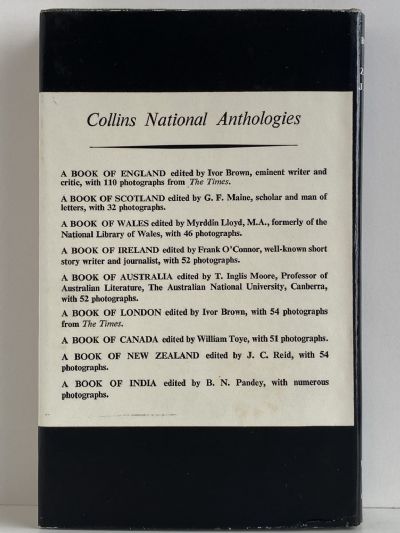 Collins National Anthologies
A BOOK OF ENGLAND edited by Ivor Brown, eminent writer and
critic, with 110 photographs from The Times.
A BOOK OF SCOTLAND edited by G. F. Maine, scholar and man of
letters, with 32 photographs.
A BOOK OF WALES edited by Myrddin Lloyd, M.A., formerly of the
National Library of Wales, with 46 photographs.
A BOOK OF IRELAND edited by Frank O'Connor, well-known short
story writer and journalist, with 52 photographs.
A BOOK OF AUSTRALIA edited by T. Inglis Moore, Professor of
Australian Literature, The Australian National University, Canberra,
with 52 photographs.
A BOOK OF LONDON edited by Ivor Brown, with 54 photographs
from The Times.
A BOOK OF CANADA edited by William Toye, with 51 photographs.
A BOOK OF NEW ZEALAND edited by J. C. Reid, with 54
photographs.
A BOOK OF INDIA edited by B. N. Pandey, with numerous
photographs.